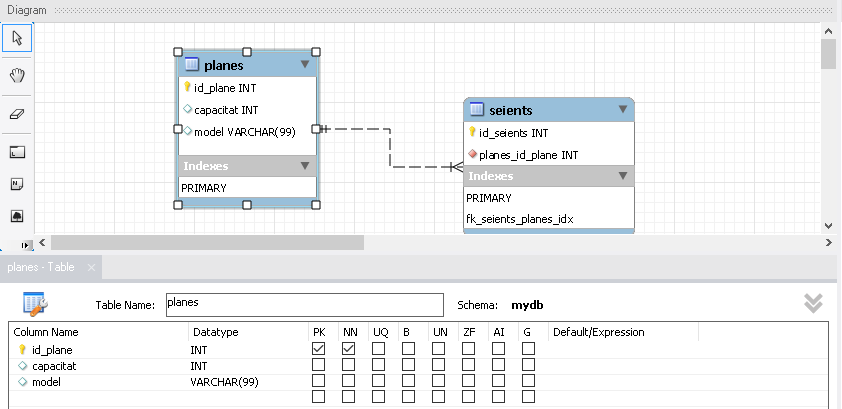 Diagram
planes
id_plane INT
capacitat INT
model VARCHAR(99)
Indexes
PRIMARY
seients
id_seients INT
planes_id_plane INT
Indexes
PRIMARY
fk_seients_planes_idx
planes - Table
Table Name: planes Schema: mydb
Column Name Datatype PK NN UQ B UN ZF AI G Default/Expression
id_plane INT
capacitat INT
model VARCHAR(99)